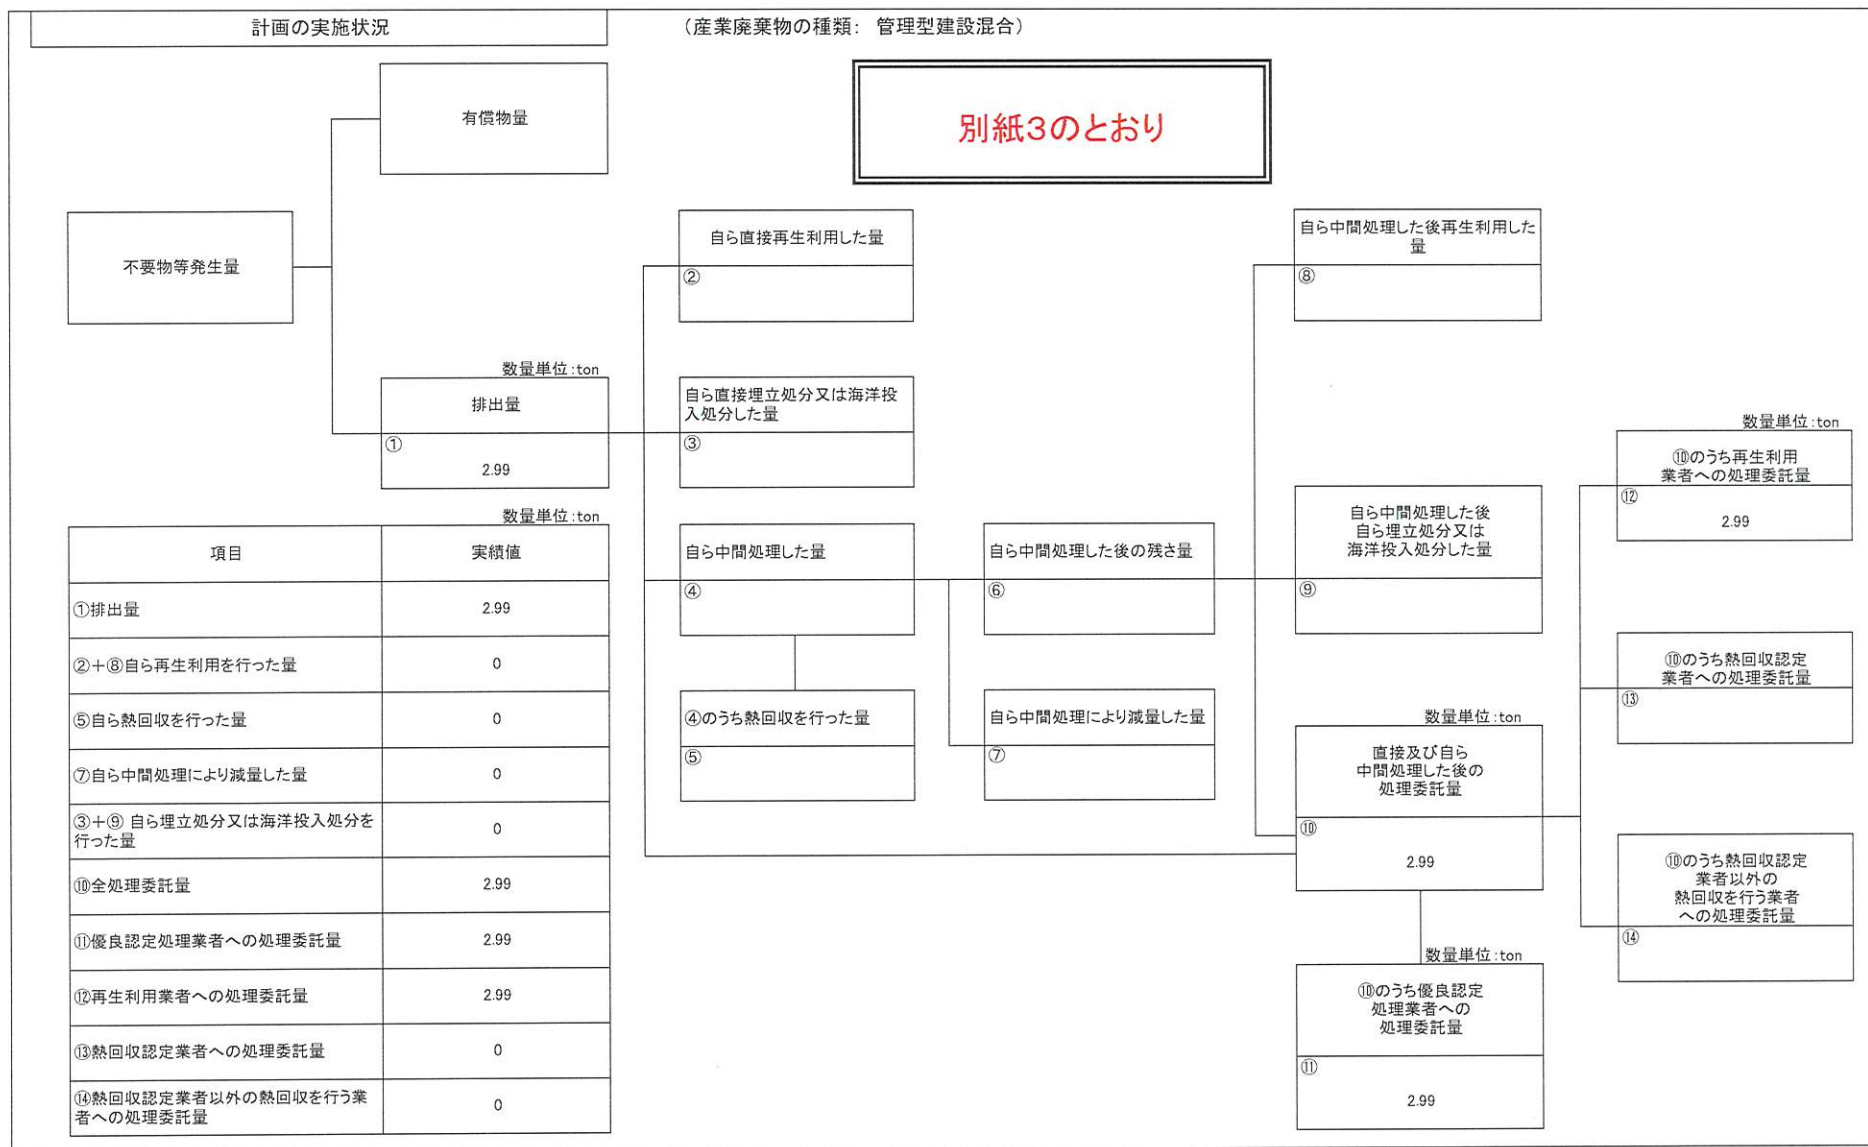 計画の実施状況
（産業廃棄物の種類： 管理型建設混合）
有償物量
別紙３のとおり
不要物等発生量
自ら直接再生利用した量
②
自ら中間処理した後再生利用した
量
⑧
数量単位：ton
排出量
①
2.99
自ら直接埋立処分又は海洋投
入処分した量
③
数量単位：ton
⑩のうち再生利用
業者への処理委託量
⑫
2.99
数量単位：ton
項目
実績値
①排出量
2.99
②＋⑧自ら再生利用を行った量
0
⑤自ら熱回収を行った量
0
⑦自ら中間処理により減量した量
0
③＋⑨ 自ら埋立処分又は海洋投入処分を
行った量
0
⑩全処理委託量
2.99
⑪優良認定処理業者への処理委託量
2.99
⑫再生利用業者への処理委託量
2.99
⑬熱回収認定業者への処理委託量
0
⑭熱回収認定業者以外の熱回収を行う業
者への処理委託量
0
自ら中間処理した量
④
自ら中間処理した後の残さ量
⑥
自ら中間処理した後
自ら埋立処分又は
海洋投入処分した量
⑨
④のうち熱回収を行った量
⑤
自ら中間処理により減量した量
⑦
⑩のうち熱回収認定
業者への処理委託量
⑬
数量単位：ton
直接及び自ら
中間処理した後の
処理委託量
⑩
2.99
⑩のうち熱回収認定
業者以外の
熱回収を行う業者
への処理委託量
⑭
数量単位：ton
⑩のうち優良認定
処理業者への
処理委託量
⑪
2.99